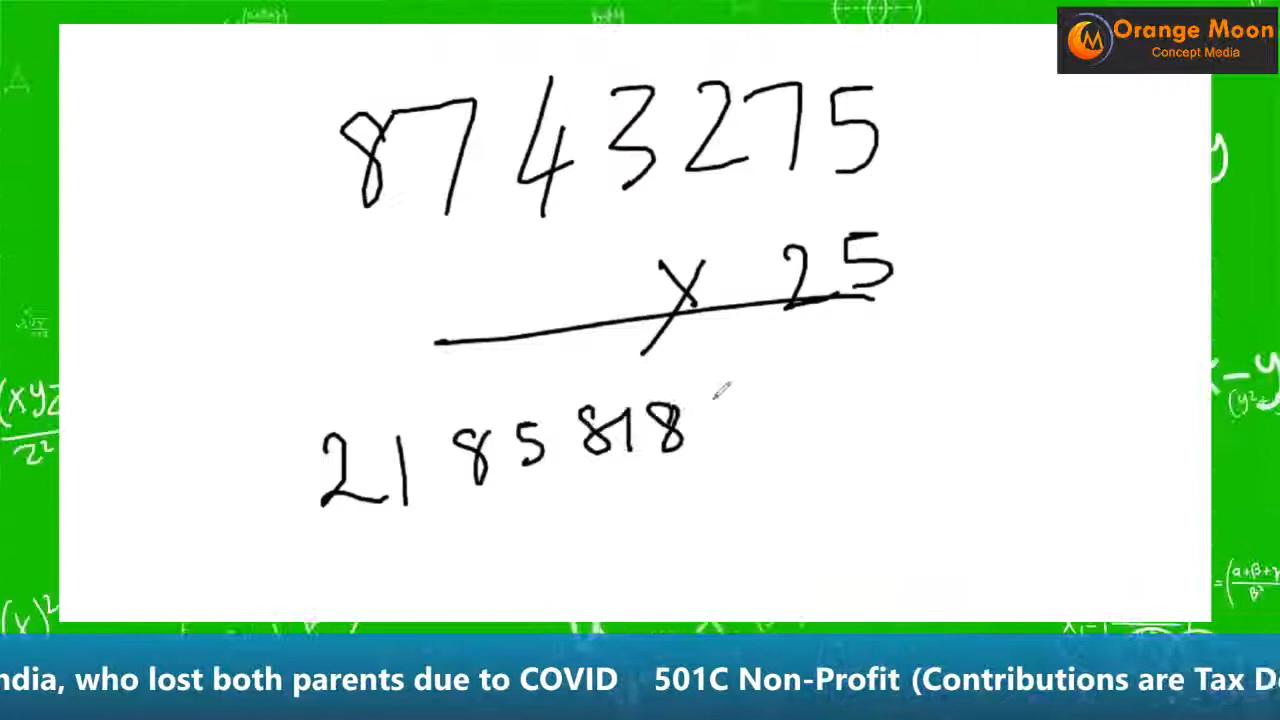 Orange Moon
Concept Media
8743275
x 25
2185818
ndia, who lost both parents due to COVID 501C Non-Profit (Contributions are Tax De